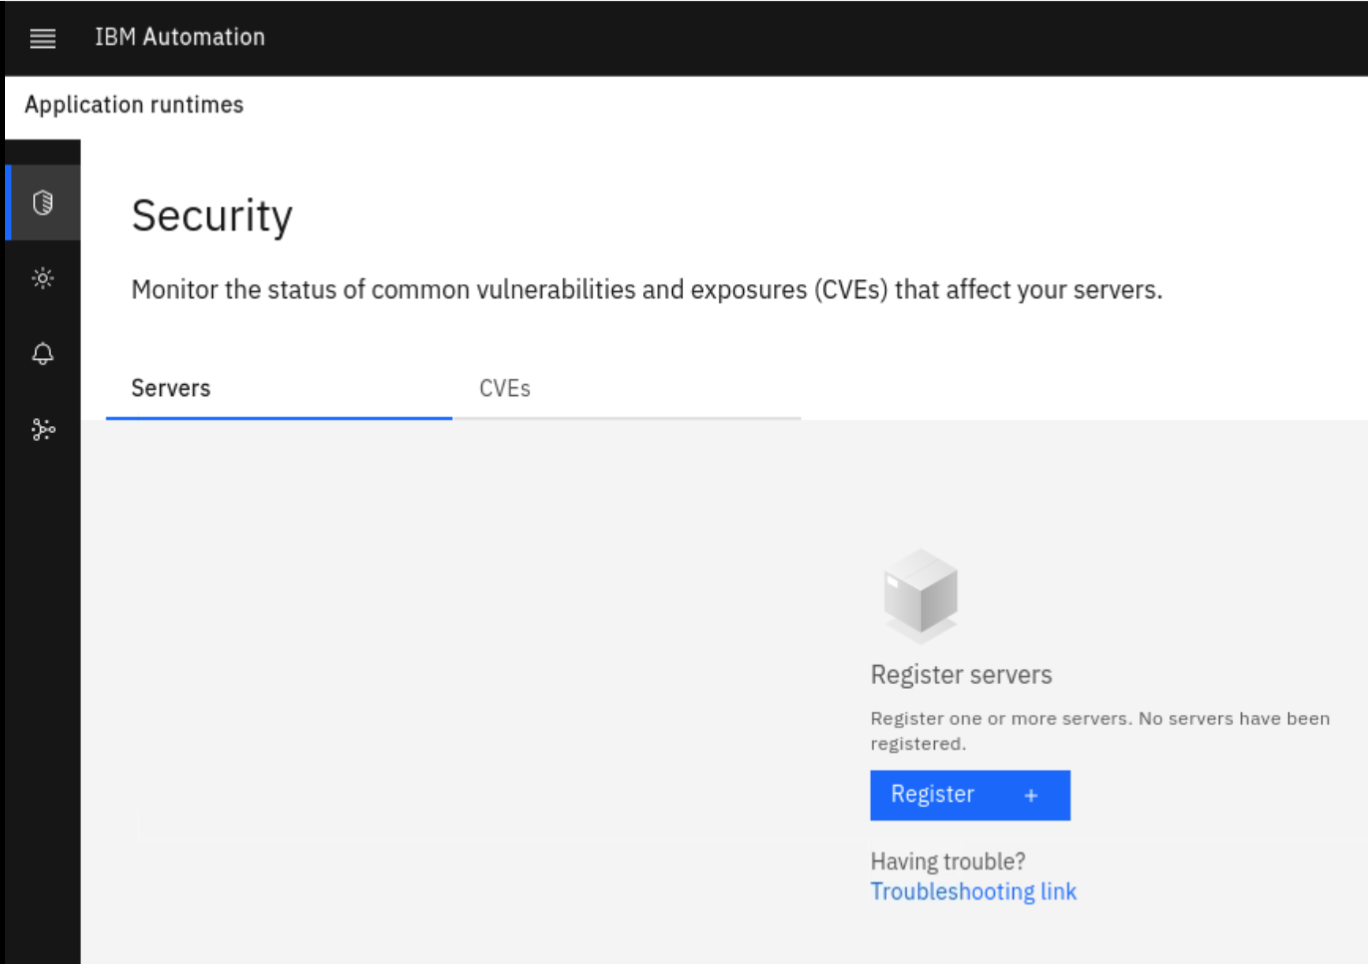 IBM Automation
Application runtimes
Security
Monitor the status of common vulnerabilities and exposures (CVEs) that affect your servers.
Servers
CVEs
Register servers
Register one or more servers. No servers have been
registered.
Register +
Having trouble?
Troubleshooting link